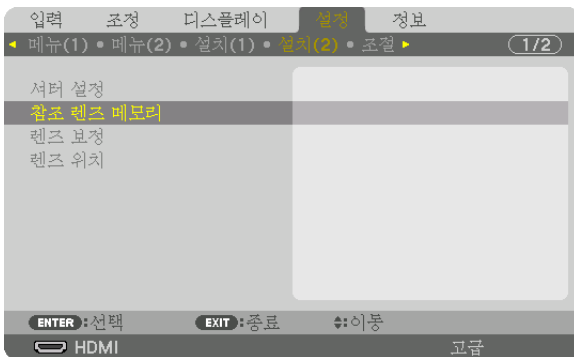 입력 조정 디스플레이 설정 정보
메뉴(1) 메뉴(2) 설치(1) 설치(2) 조절 1/2
셔터 설정
참조 렌즈 메모리
렌즈 보정
렌즈 위치
ENTER :선택 EXIT :종료 :이동
HDMI 고급